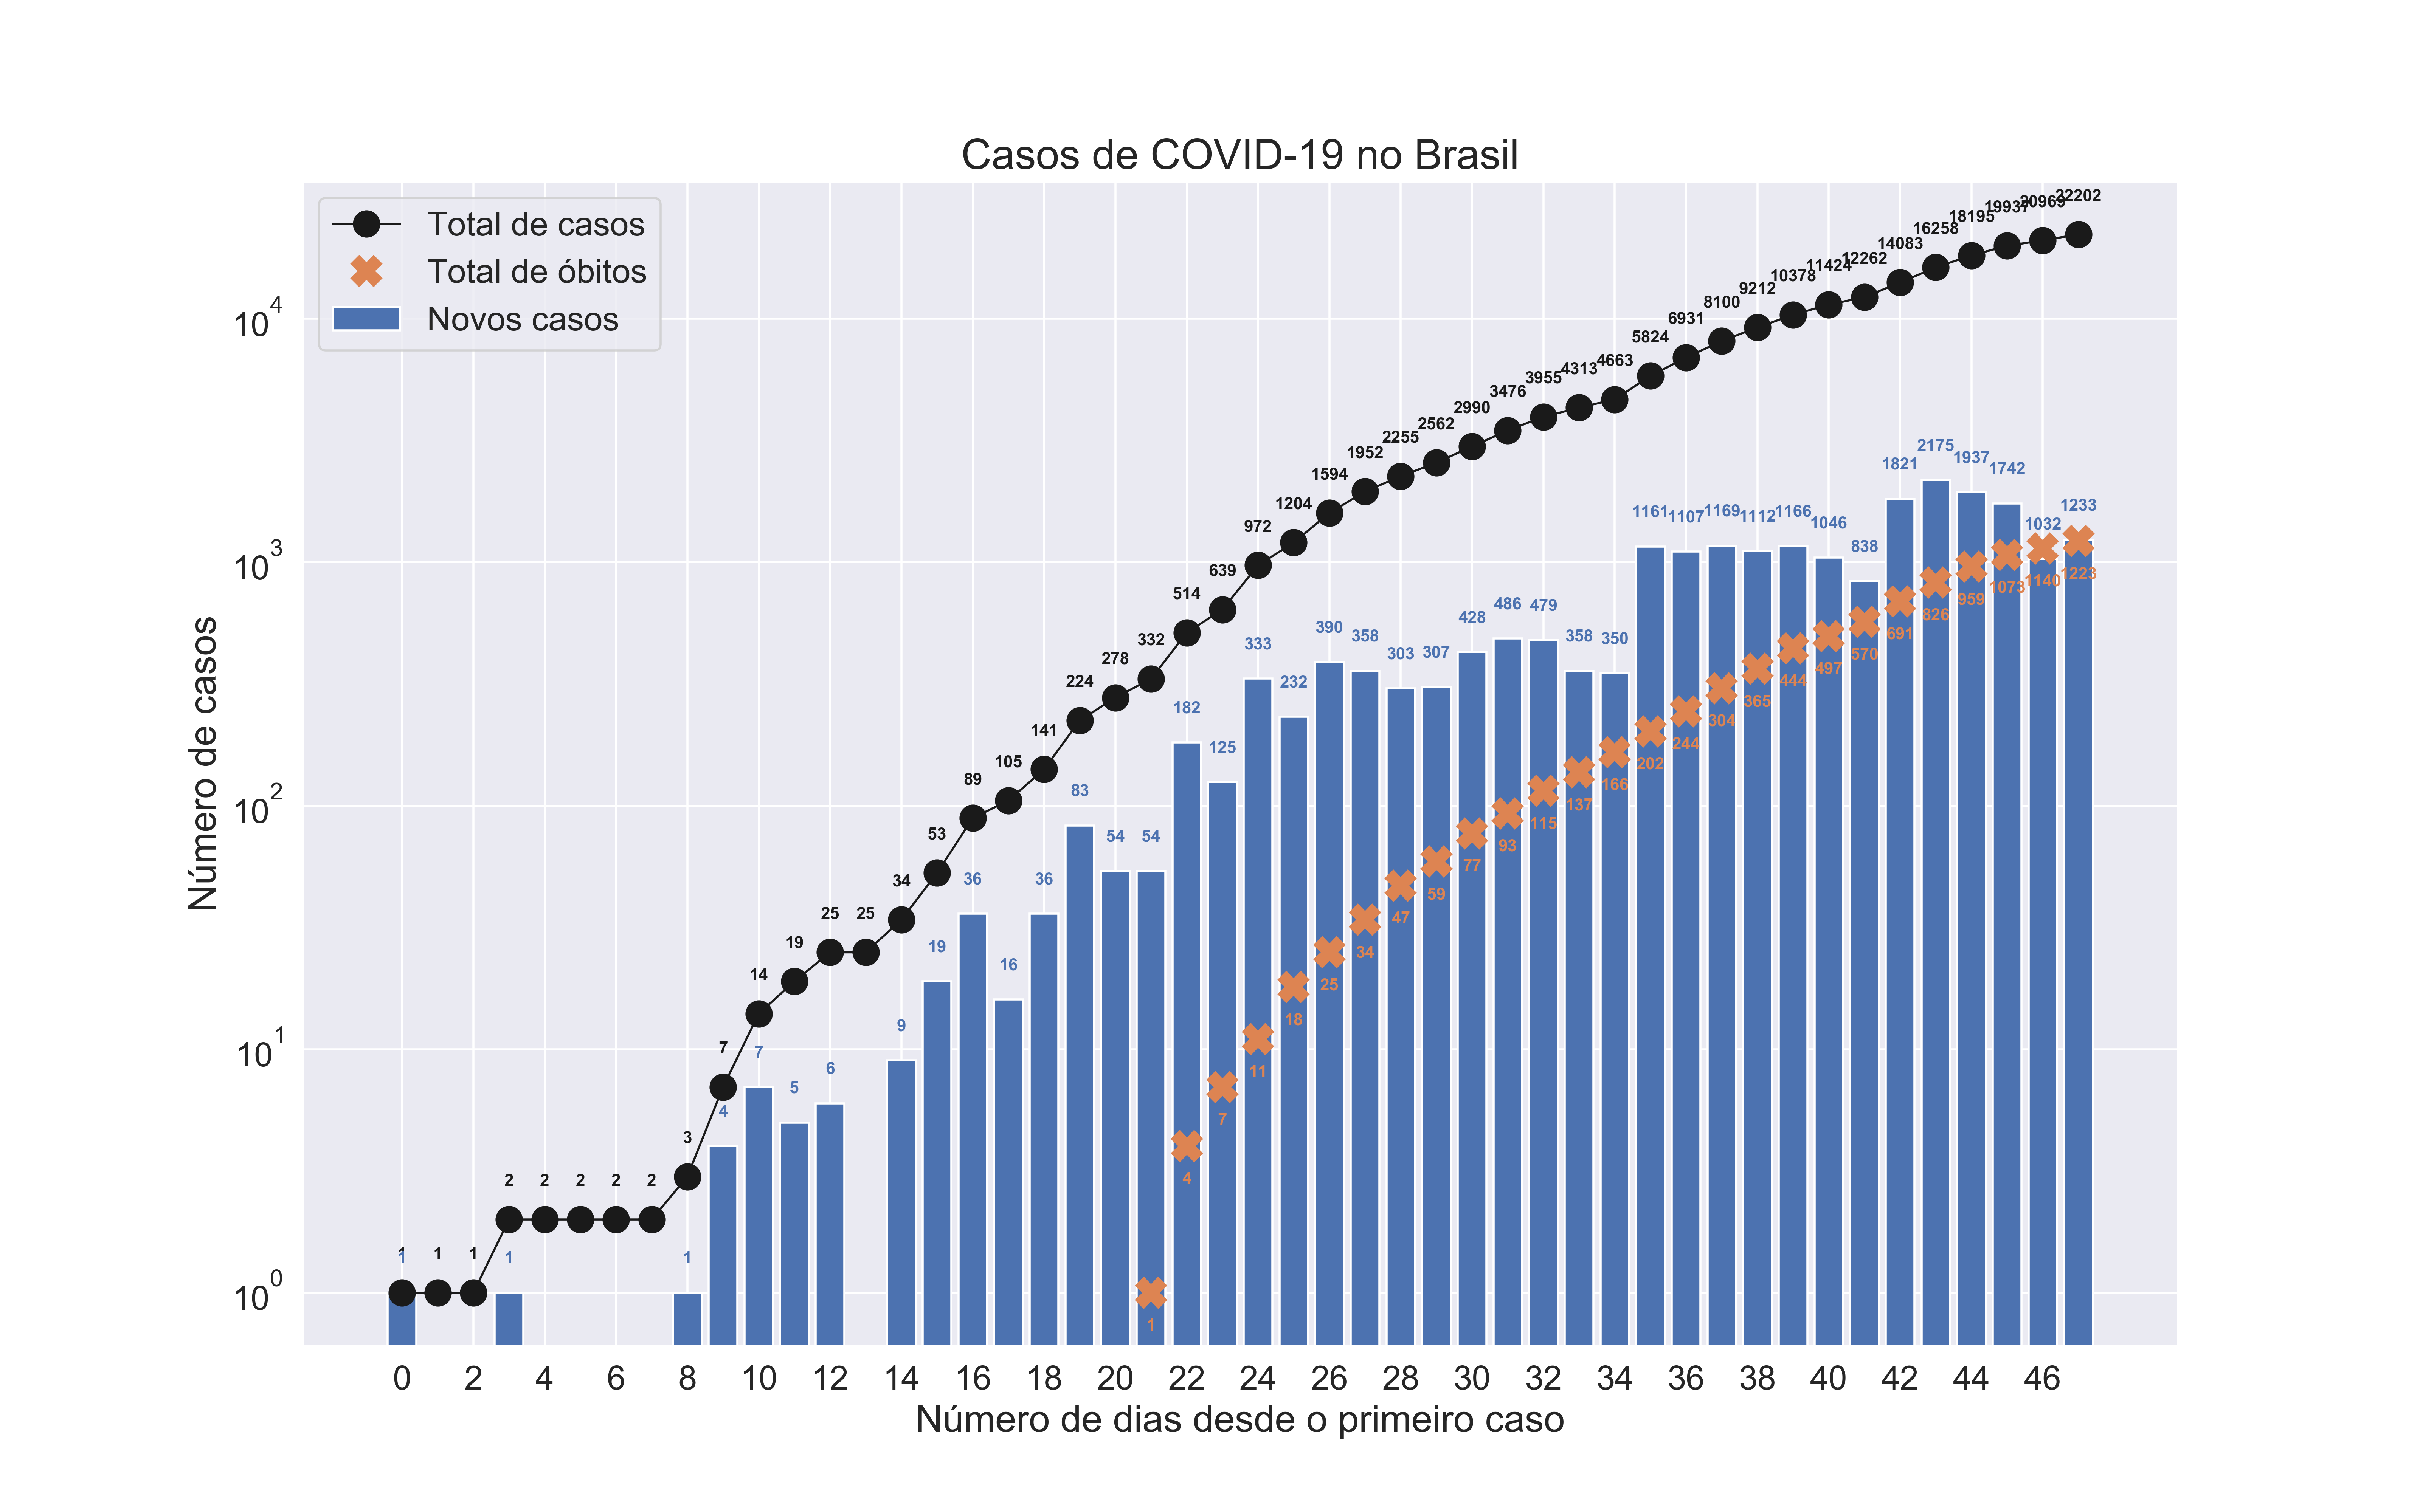 Casos de COVID-19 no Brasil
Total de casos
Total de óbitos
Novos casos
Número de casos
10^4
10^3
10^2
10^1
10^0
1 1 1 2 2 2 2 2 3 7 14 19 25 25 34 53 89 105 141 224 278 332 514 639 972 1204 1594 1952 2255 2562 2990 3476 3955 4313 4663 5824 6931 8100 9212 10378 11424 12262 14083 16258 18195 19937 20969 22202
1 1 1 4 7 5 6 9 19 36 16 36 83 54 54 182 125 333 232 390 358 303 307 428 486 479 358 350 1161 1107 1169 1112 1166 1046 838 1821 2175 1937 1742 1032 1233
1 4 7 11 18 25 34 47 59 77 93 115 137 166 202 244 304 365 444 497 570 691 826 959 1073 1140 1223
0 2 4 6 8 10 12 14 16 18 20 22 24 26 28 30 32 34 36 38 40 42 44 46
Número de dias desde o primeiro caso